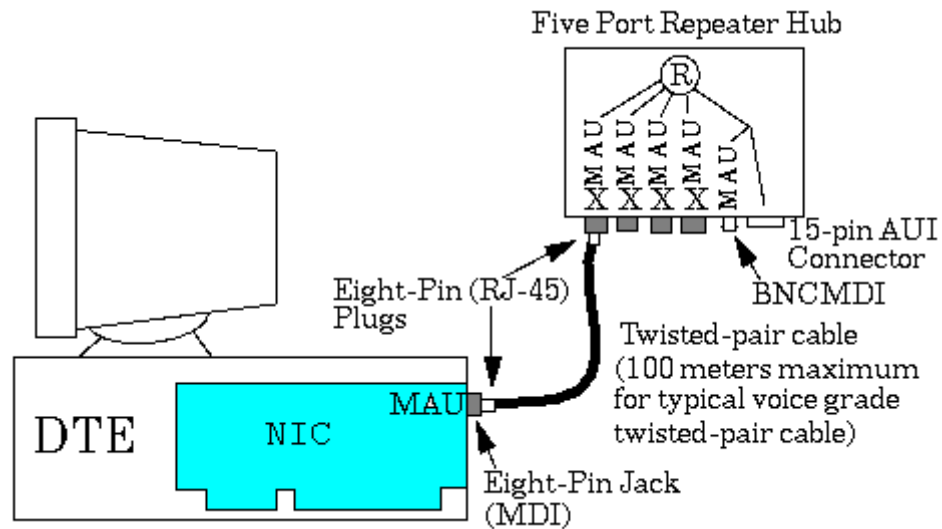 Five Port Repeater Hub
R
MAU
MAU
MAU
MAU
MAU
X
X
X
X
15-pin AUI
Connector
BNCMDI
Eight-Pin (RJ-45)
Plugs
Twisted-pair cable
(100 meters maximum
for typical voice grade
twisted-pair cable)
DTE
NIC
MAU
Eight-Pin Jack
(MDI)